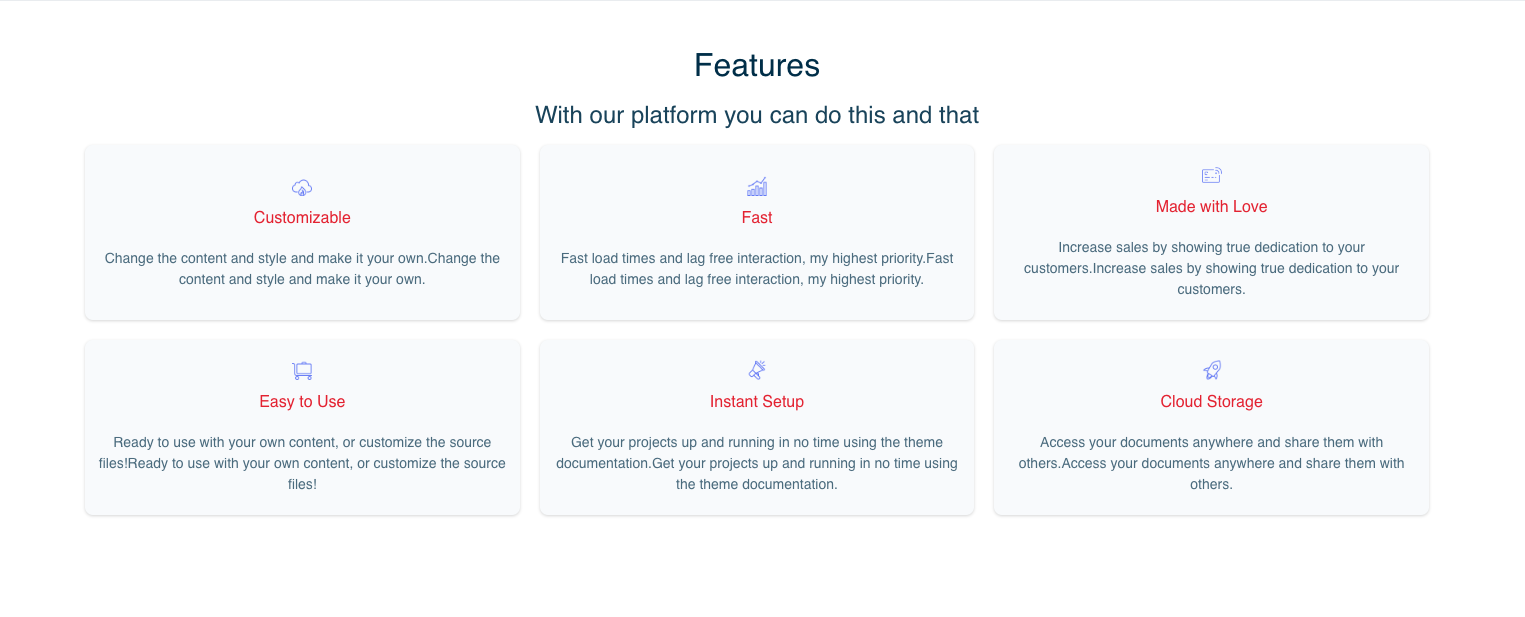 Features
With our platform you can do this and that
Customizable
Change the content and style and make it your own.Change the
content and style and make it your own.
Fast
Fast load times and lag free interaction, my highest priority.Fast
load times and lag free interaction, my highest priority.
Made with Love
Increase sales by showing true dedication to your
customers.Increase sales by showing true dedication to your
customers.
Easy to Use
Ready to use with your own content, or customize the source
files!Ready to use with your own content, or customize the source
files!
Instant Setup
Get your projects up and running in no time using the theme
documentation.Get your projects up and running in no time using
the theme documentation.
Cloud Storage
Access your documents anywhere and share them with
others.Access your documents anywhere and share them with
others.